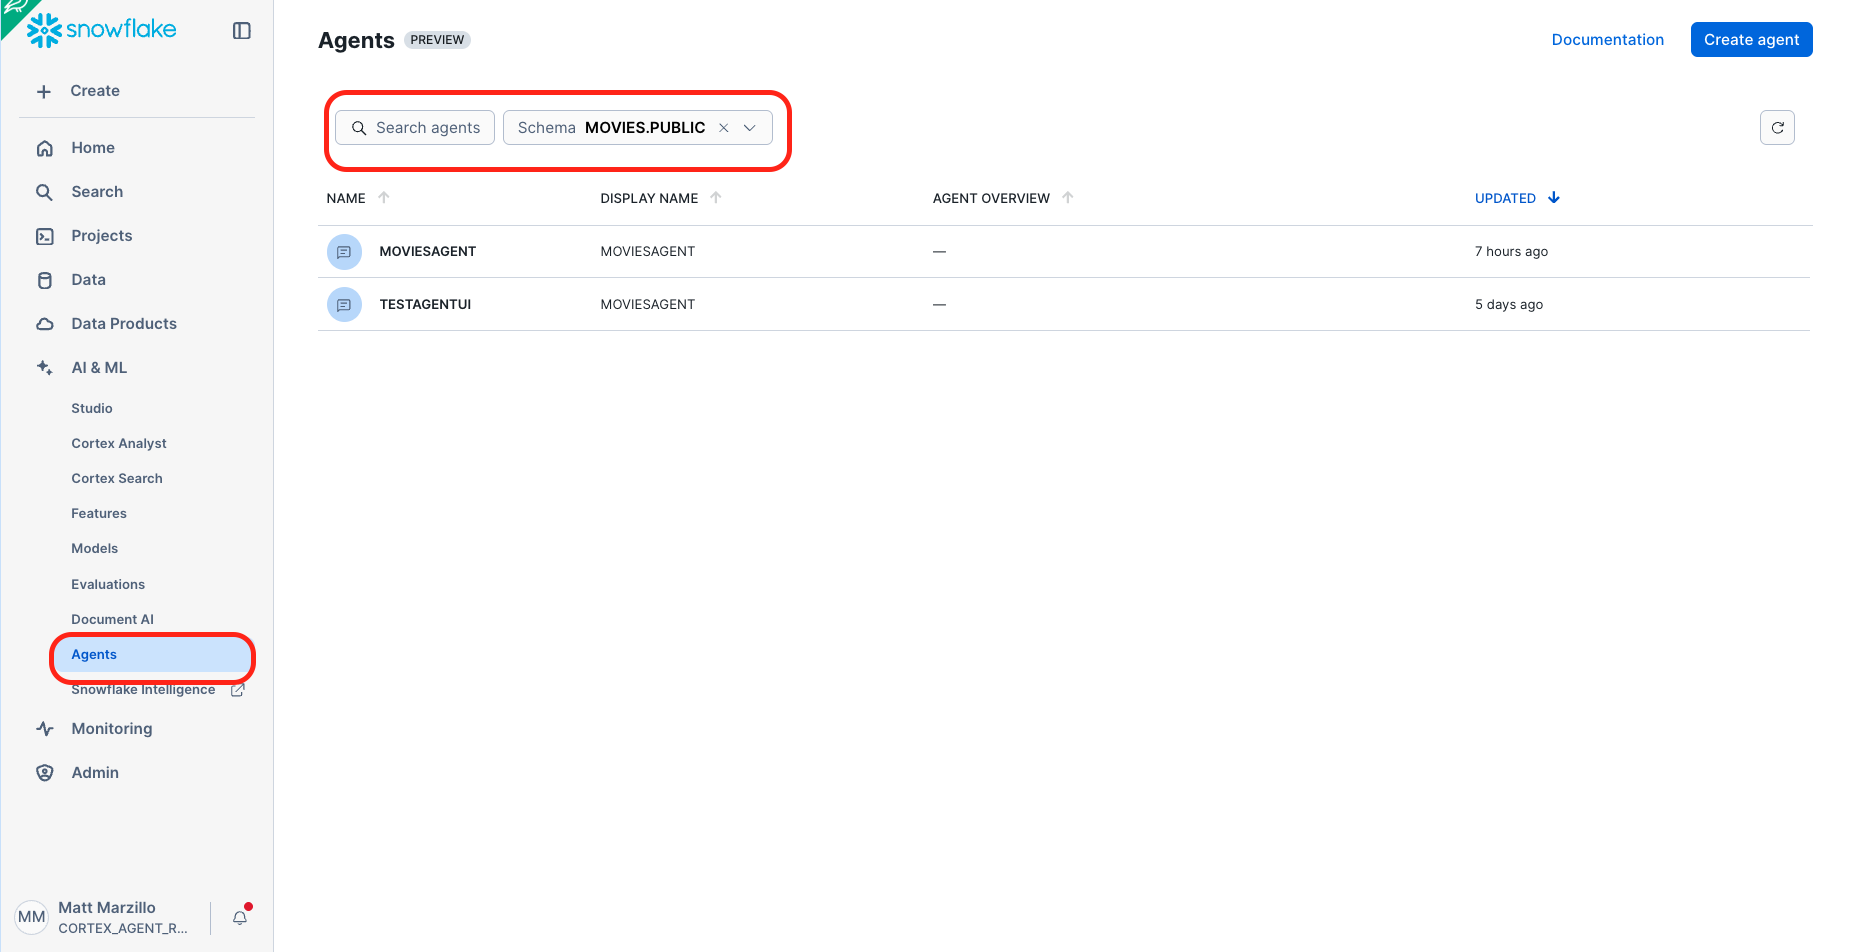 snowflake
Create
Home
Search
Projects
Data
Data Products
AI & ML
Studio
Cortex Analyst
Cortex Search
Features
Models
Evaluations
Document AI
Agents
Snowflake Intelligence
Monitoring
Admin
MM Matt Marzillo
CORTEX_AGENT_R...
Agents PREVIEW
Documentation Create agent
Search agents Schema MOVIES.PUBLIC
NAME DISPLAY NAME AGENT OVERVIEW UPDATED
MOVIESAGENT MOVIESAGENT — 7 hours ago
TESTAGENTUI MOVIESAGENT — 5 days ago